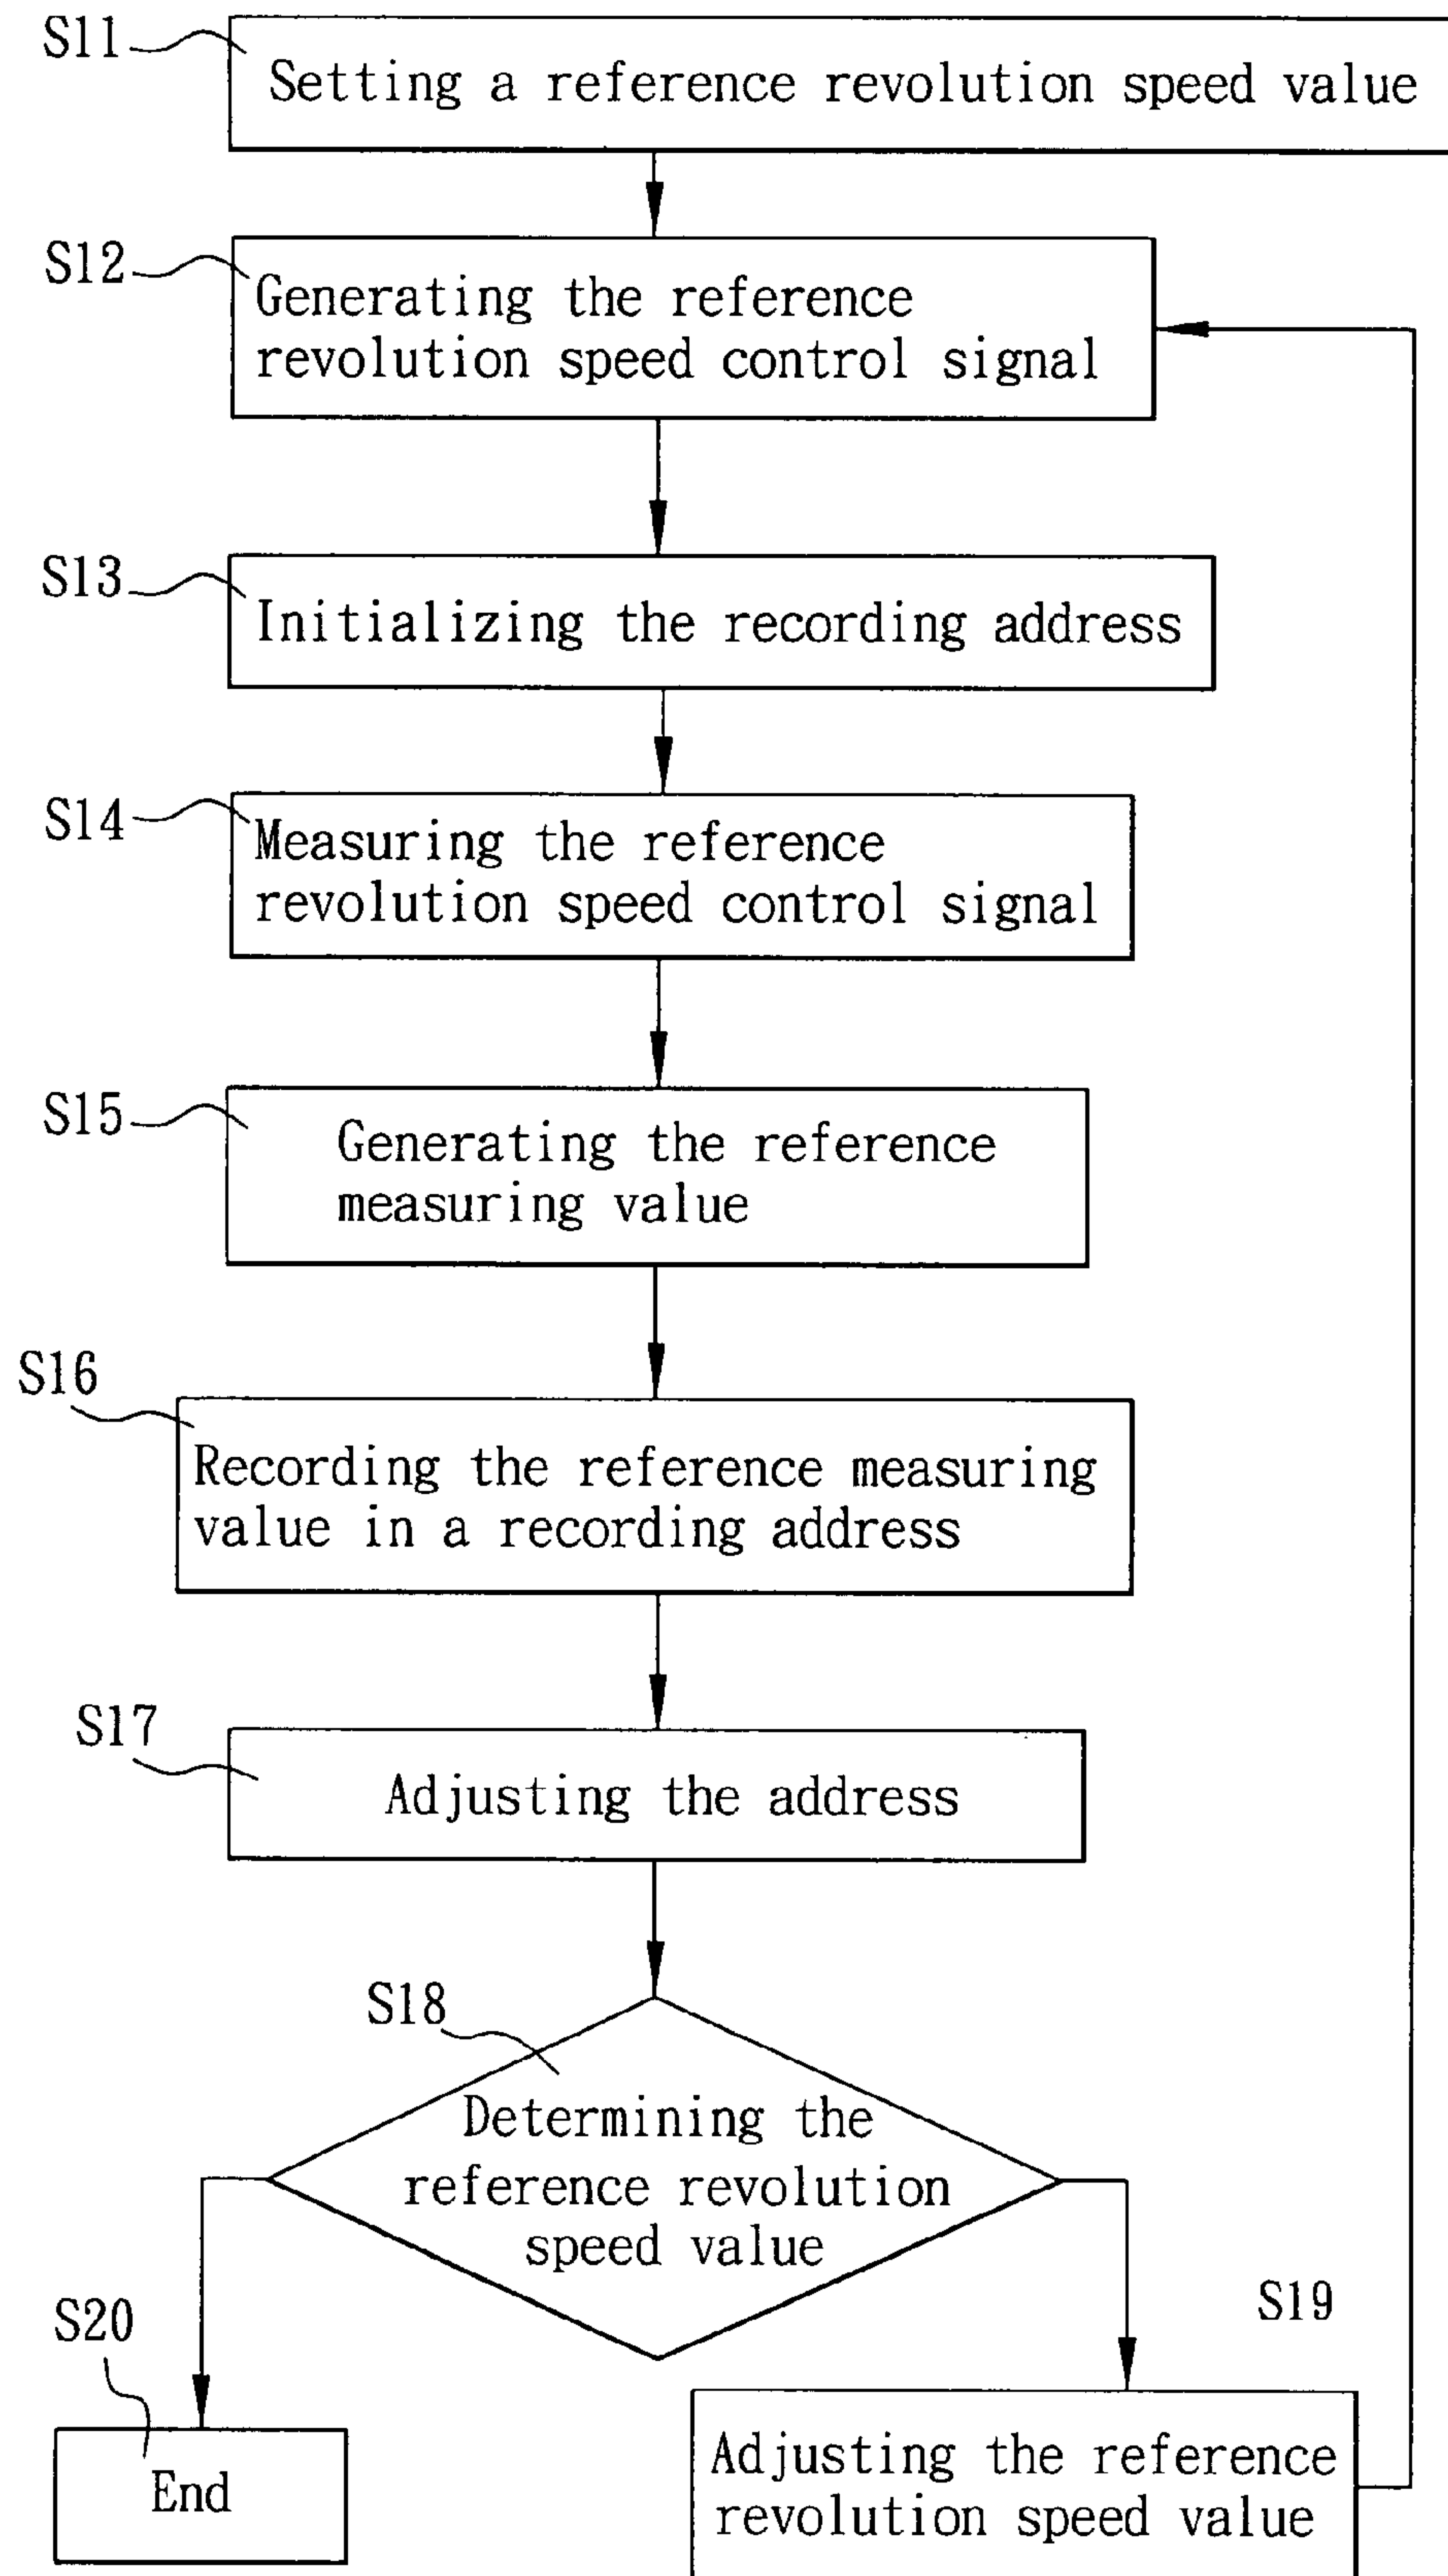 S11
Setting a reference revolution speed value
S12
Generating the reference
revolution speed control signal
S13
Initializing the recording address
S14
Measuring the reference
revolution speed control signal
S15
Generating the reference
measuring value
S16
Recording the reference measuring
value in a recording address
S17
Adjusting the address
S18
Determining the
reference revolution
speed value
S19
Adjusting the reference
revolution speed value
S20
End